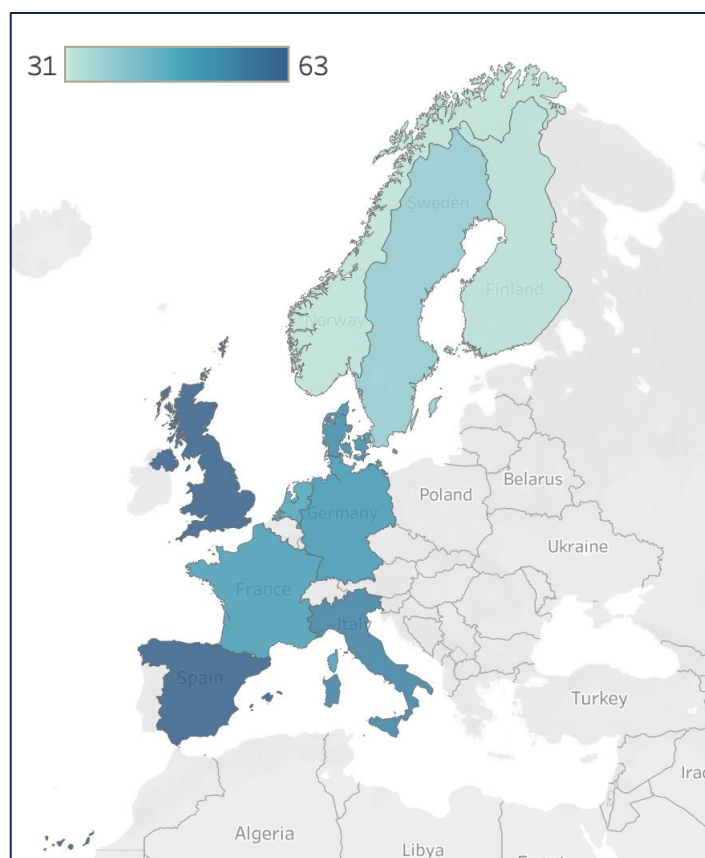 31 63
Sweden
Finland
Norway
Belarus
Poland
Germany
Ukraine
France
Italy
Spain
Turkey
Algeria
Libya